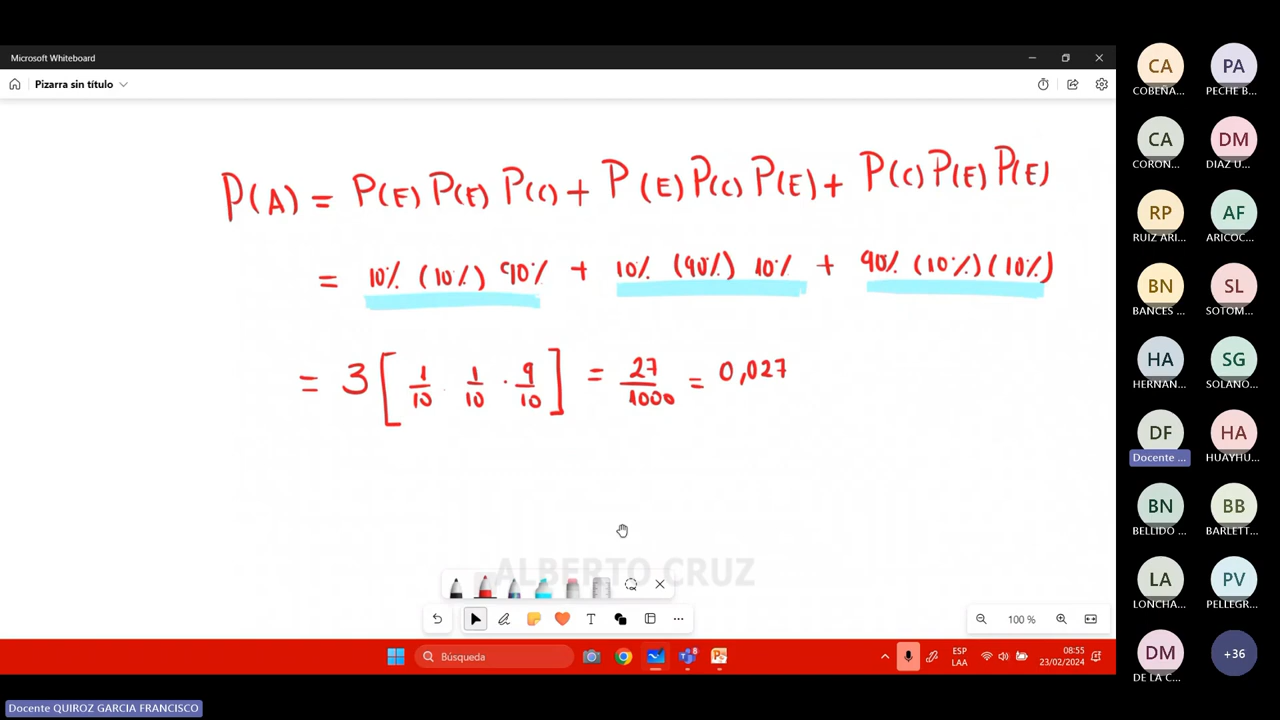 Microsoft Whiteboard
Pizarra sin título
P(A) = P(E) P(E) P(C) + P(E) P(C) P(E) + P(C) P(E) P(E)
= 10% (10%) 90% + 10% (90%) 10% + 90% (10%) (10%)
= 3 [ 1/10 · 1/10 · 9/10 ] = 27/1000 = 0,027
ALBERTO CRUZ
100 %
Búsqueda
8
ESP
LAA
08:55
23/02/2024
CA
COBEÑA...
PA
PECHE B...
CA
CORON...
DM
DIAZ U...
RP
RUIZ ARI...
AF
ARICOC...
BN
BANCES ...
SL
SOTOM...
HA
HERNAN...
SG
SOLANO...
DF
Docente ...
HA
HUAYHU...
BN
BELLIDO ...
BB
BARLETT...
LA
LONCHA...
PV
PELLEGR...
DM
DE LA C...
+36
Docente QUIROZ GARCIA FRANCISCO